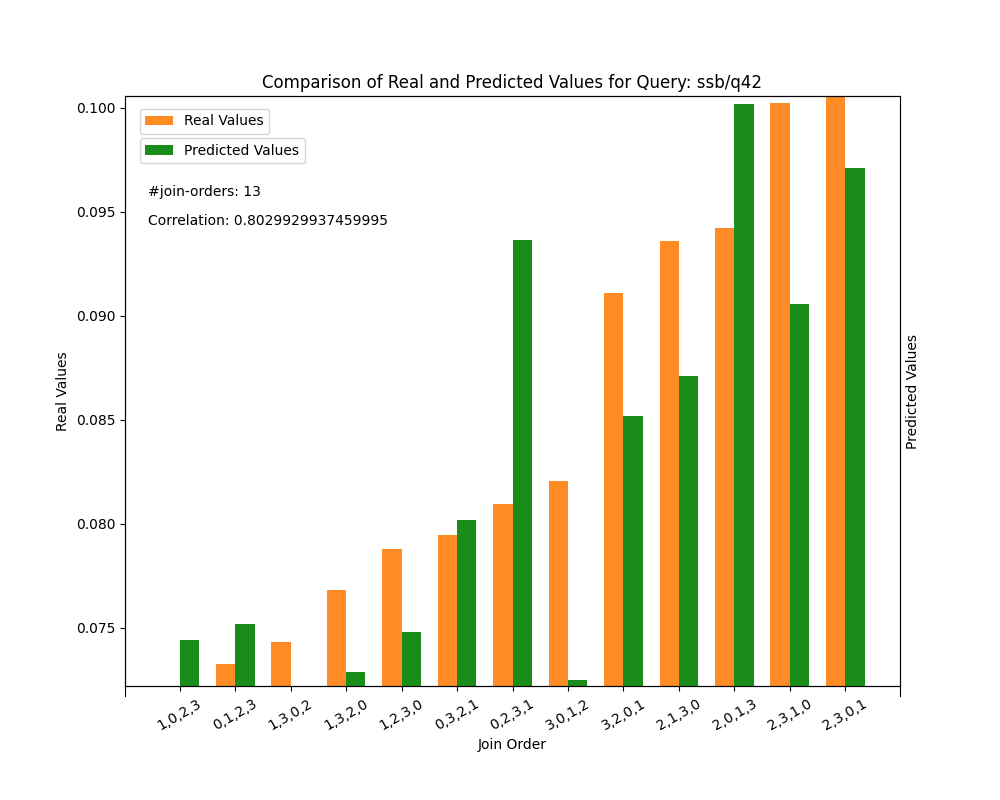 Comparison of Real and Predicted Values for Query: ssb/q42
Real Values
Predicted Values
#join-orders: 13
Correlation: 0.8029929937459995
0.100
0.095
0.090
0.085
0.080
0.075
Real Values
Predicted Values
1,0,2,3
0,1,2,3
1,3,0,2
1,3,2,0
1,2,3,0
0,3,2,1
0,2,3,1
3,0,1,2
3,2,0,1
2,1,3,0
2,0,1,3
2,3,1,0
2,3,0,1
Join Order